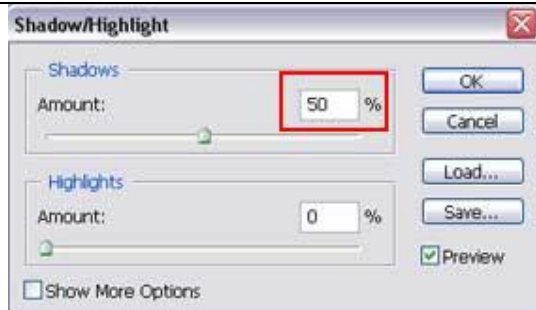 Shadow/Highlight
Shadows
Amount: 50 %
Highlights
Amount: 0 %
Show More Options
OK
Cancel
Load...
Save...
Preview